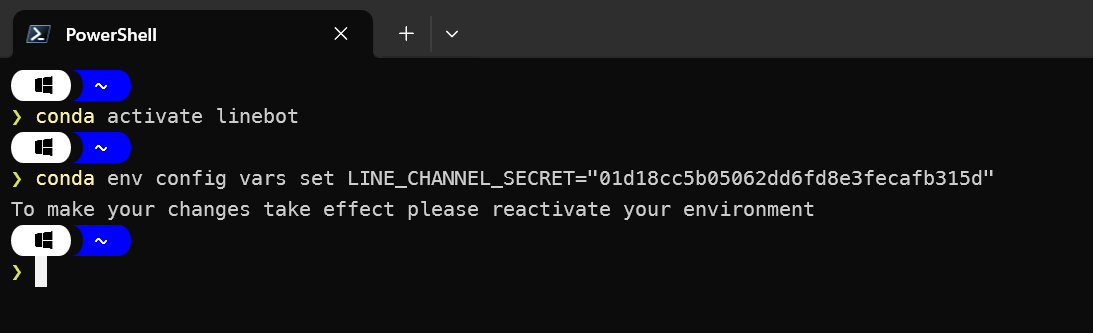 PowerShell
~
❯ conda activate linebot
~
❯ conda env config vars set LINE_CHANNEL_SECRET="01d18cc5b05062dd6fd8e3fecafb315d"
To make your changes take effect please reactivate your environment
~
❯